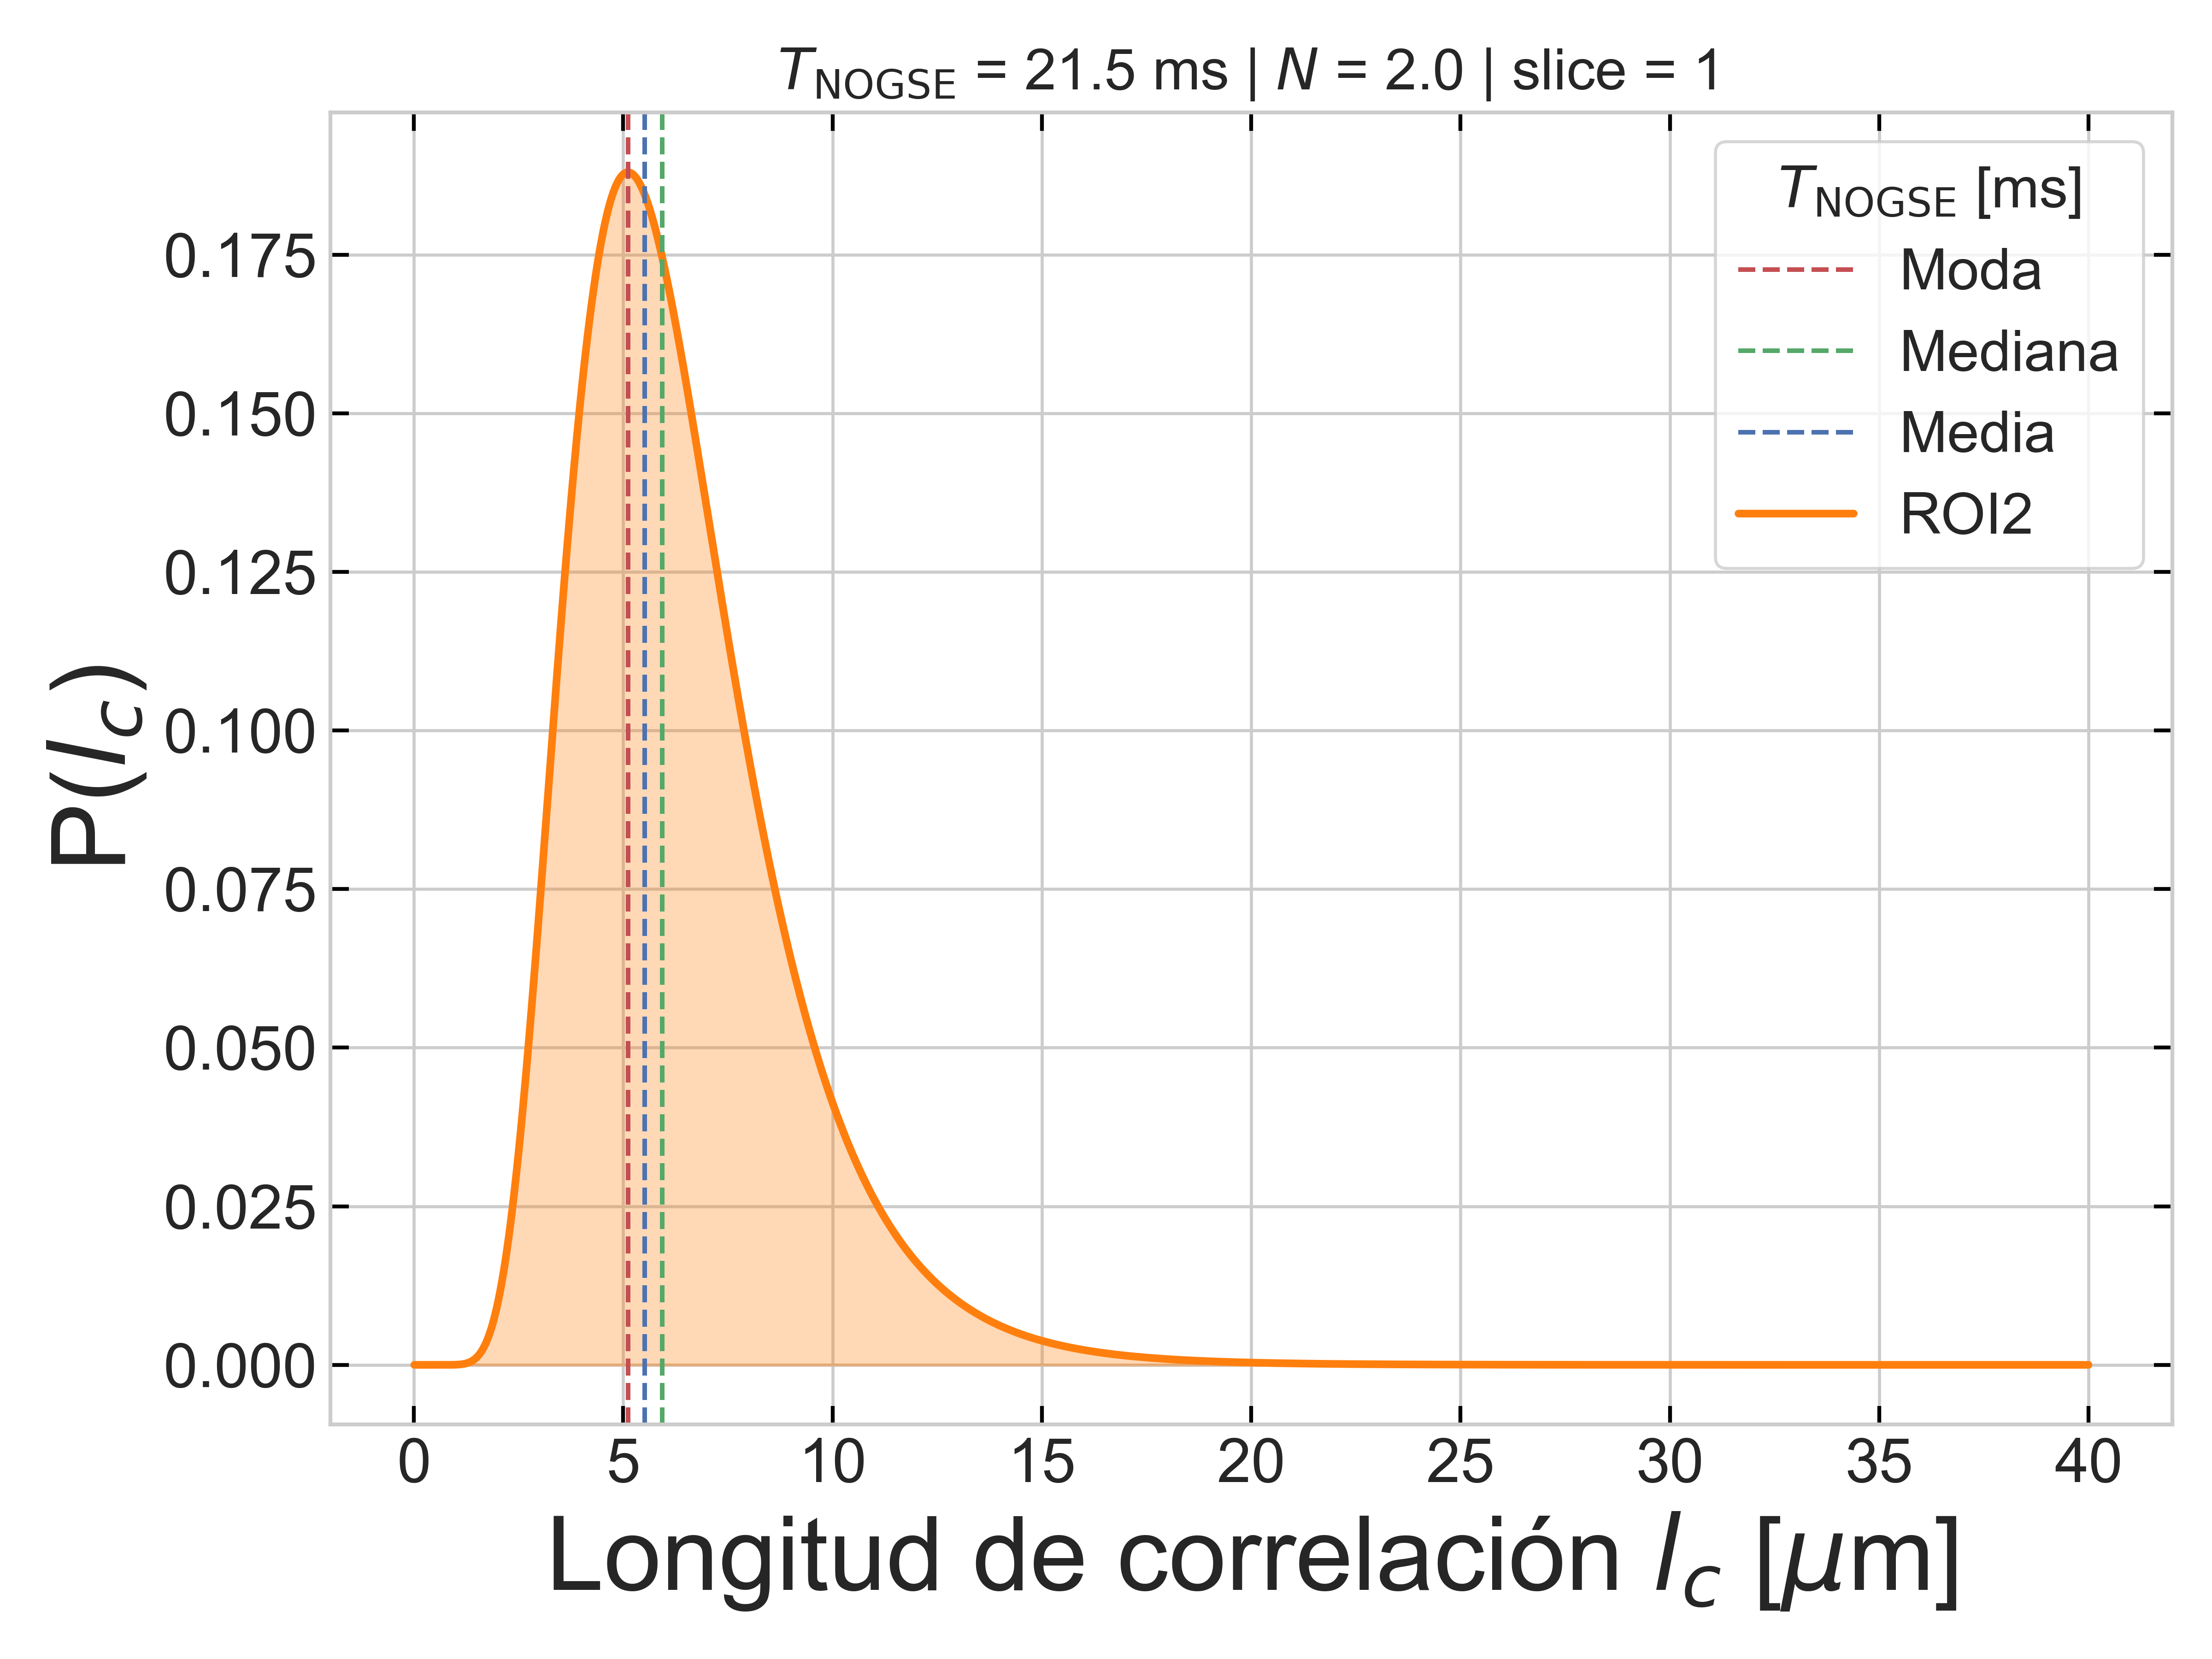 T_NOGSE = 21.5 ms | N = 2.0 | slice = 1
T_NOGSE [ms]
Moda
Mediana
Media
ROI2
P(l_c)
0.175
0.150
0.125
0.100
0.075
0.050
0.025
0.000
0 5 10 15 20 25 30 35 40
Longitud de correlación l_c [μm]